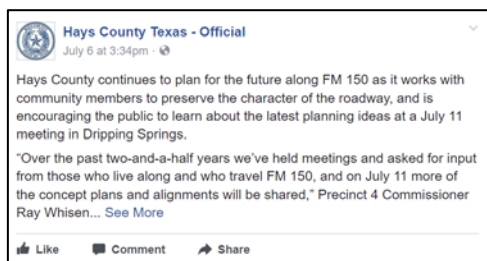 Hays County Texas - Official
July 6 at 3:34pm ·
Hays County continues to plan for the future along FM 150 as it works with
community members to preserve the character of the roadway, and is
encouraging the public to learn about the latest planning ideas at a July 11
meeting in Dripping Springs.
“Over the past two-and-a-half years we’ve held meetings and asked for input
from those who live along and who travel FM 150, and on July 11 more of
the concept plans and alignments will be shared,” Precinct 4 Commissioner
Ray Whisen... See More
Like Comment Share